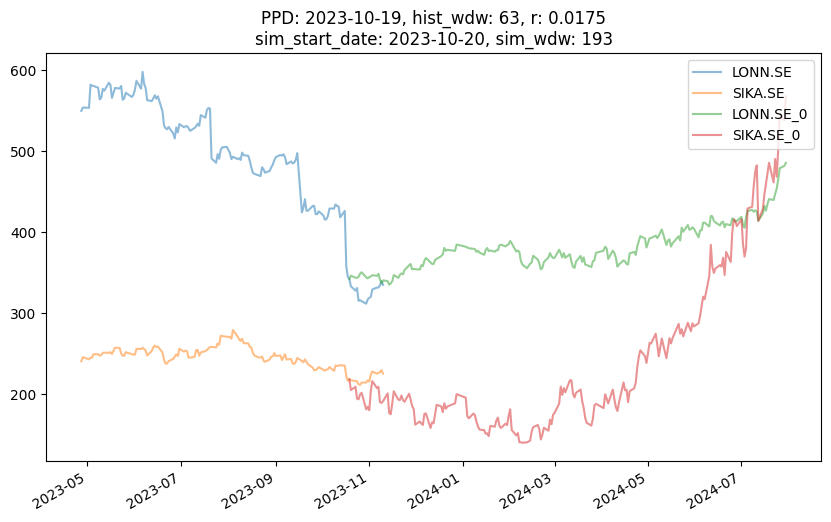 PPD: 2023-10-19, hist_wdw: 63, r: 0.0175
sim_start_date: 2023-10-20, sim_wdw: 193
600
500
400
300
200
LONN.SE
SIKA.SE
LONN.SE_0
SIKA.SE_0
2023-05
2023-07
2023-09
2023-11
2024-01
2024-03
2024-05
2024-07